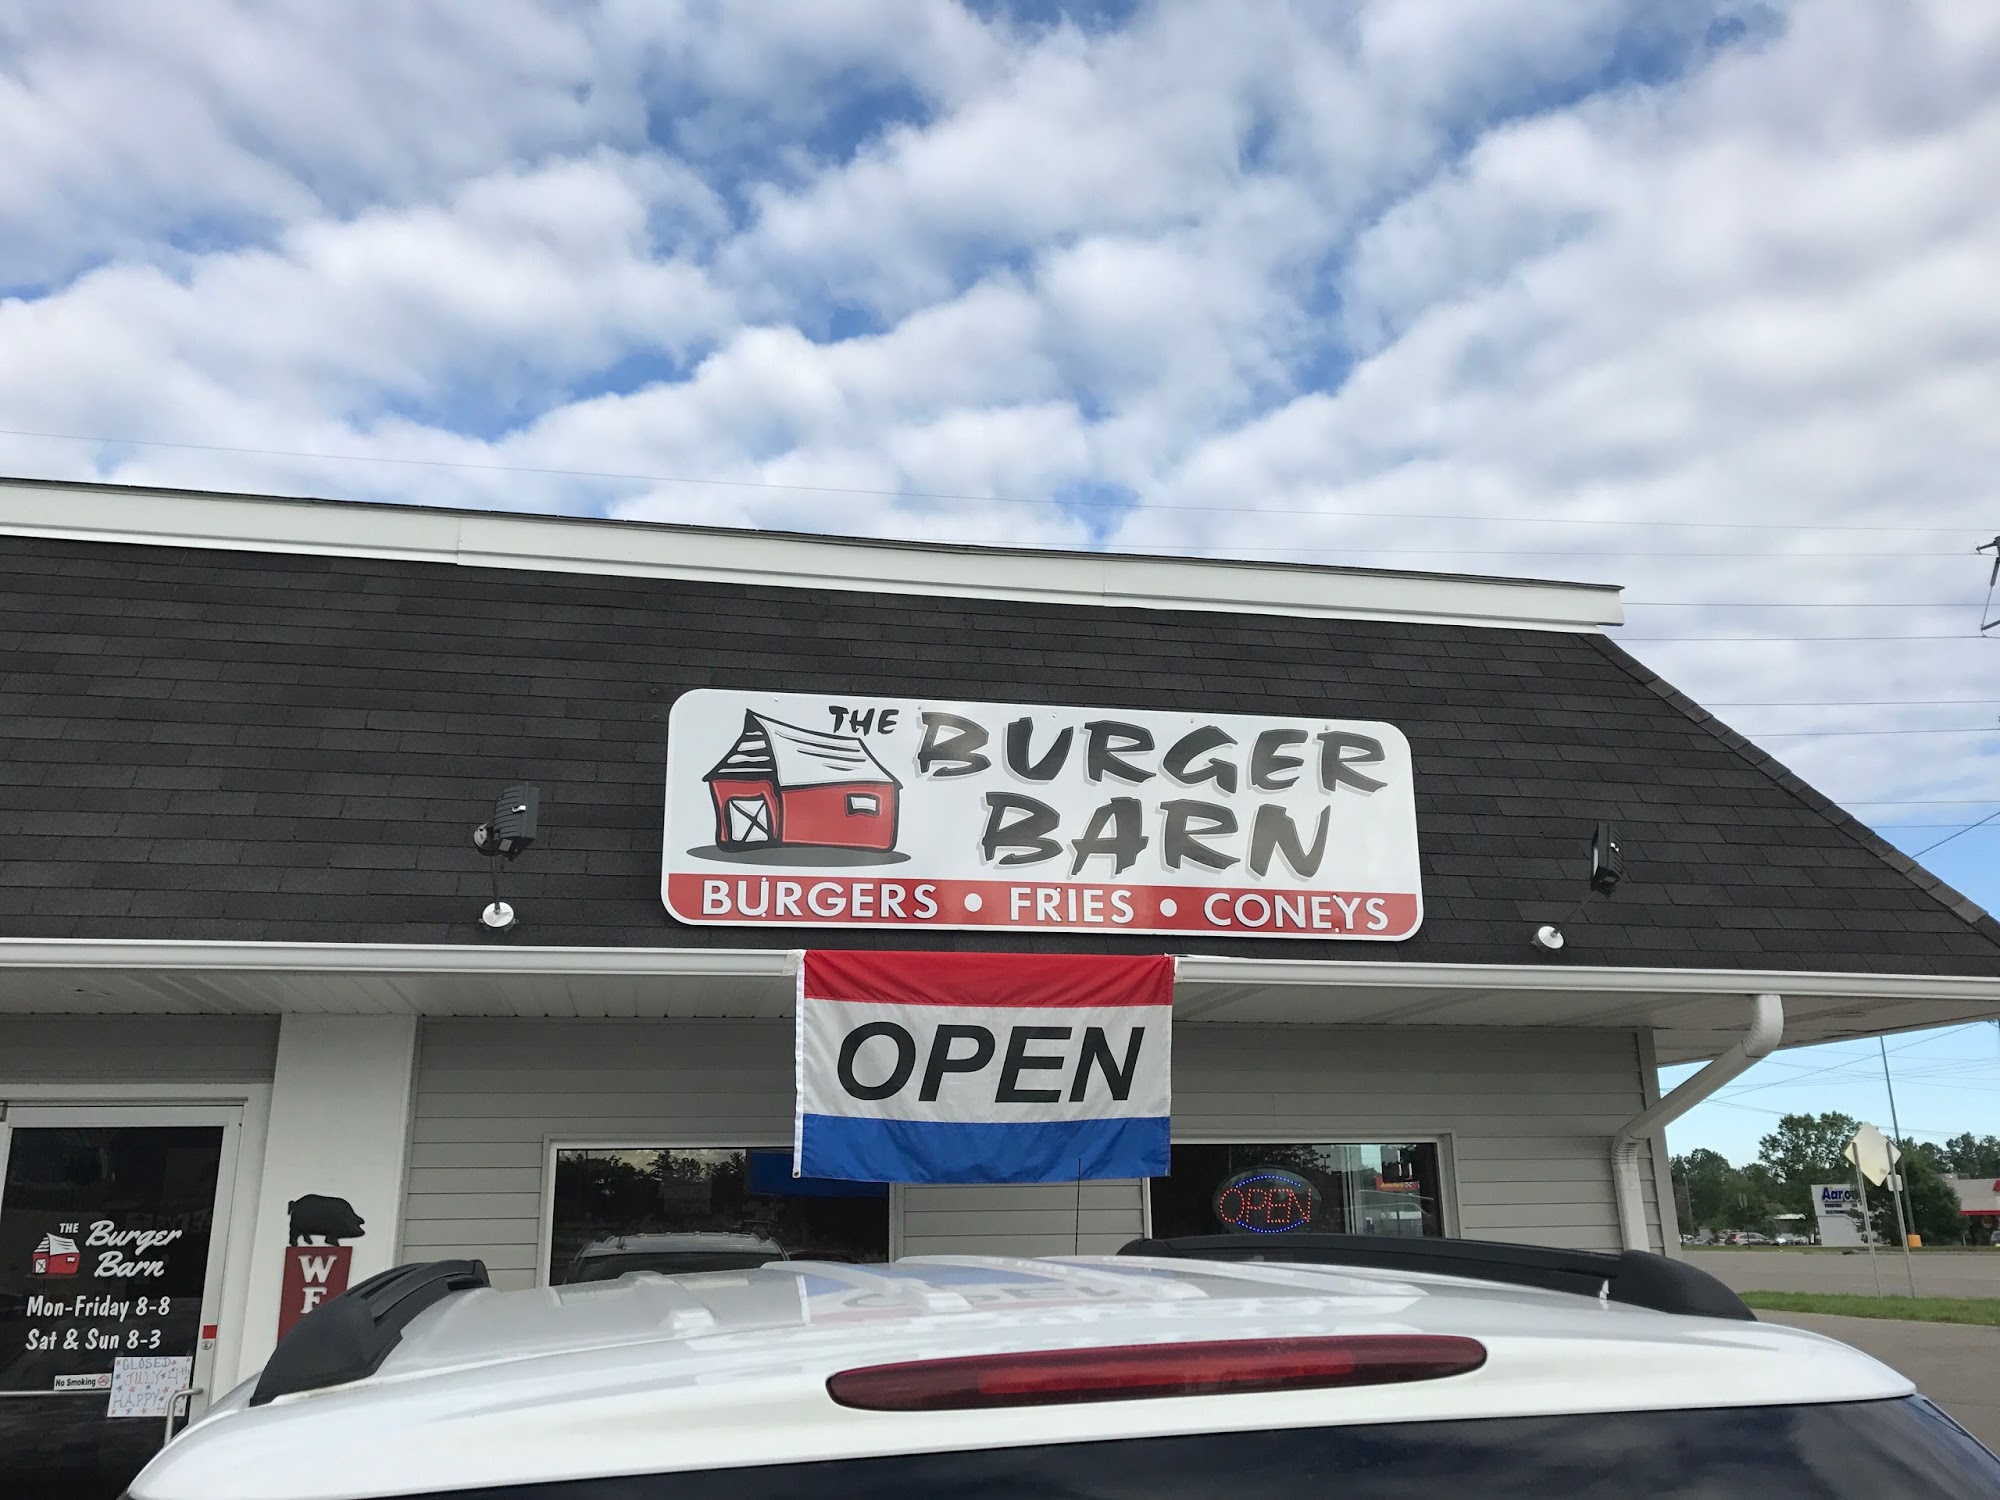 THE BURGER
BARN
BURGERS • FRIES • CONEYS
OPEN
OPEN
THE Burger
Barn
Mon-Friday 8-8
Sat & Sun 8-3
No Smoking
CLOSED
JULY 4th
HAPPY
W